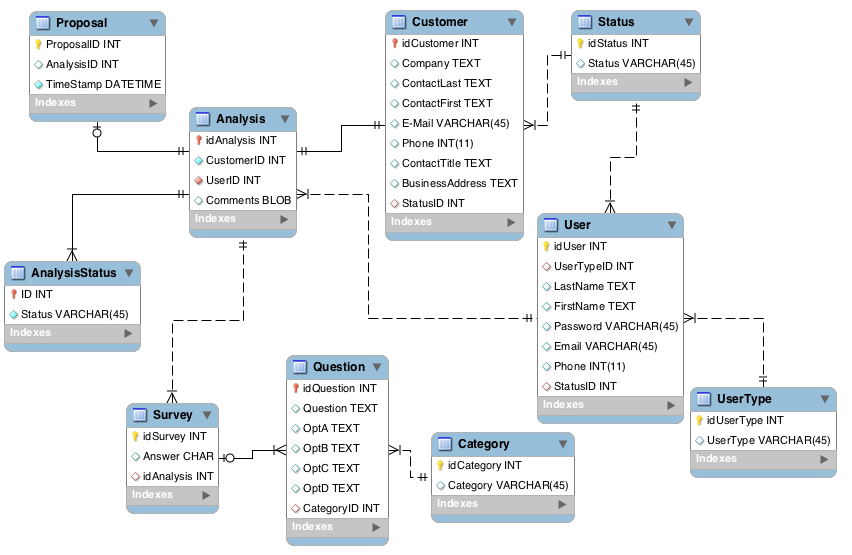 Proposal
ProposalID INT
AnalysisID INT
TimeStamp DATETIME
Indexes
Customer
idCustomer INT
Company TEXT
ContactLast TEXT
ContactFirst TEXT
E-Mail VARCHAR(45)
Phone INT(11)
ContactTitle TEXT
BusinessAddress TEXT
StatusID INT
Indexes
Status
idStatus INT
Status VARCHAR(45)
Indexes
Analysis
idAnalysis INT
CustomerID INT
UserID INT
Comments BLOB
Indexes
User
idUser INT
UserTypeID INT
LastName TEXT
FirstName TEXT
Password VARCHAR(45)
Email VARCHAR(45)
Phone INT(11)
StatusID INT
Indexes
AnalysisStatus
ID INT
Status VARCHAR(45)
Indexes
Question
idQuestion INT
Question TEXT
OptA TEXT
OptB TEXT
OptC TEXT
OptD TEXT
CategoryID INT
Indexes
UserType
idUserType INT
UserType VARCHAR(45)
Indexes
Survey
idSurvey INT
Answer CHAR
idAnalysis INT
Indexes
Category
idCategory INT
Category VARCHAR(45)
Indexes